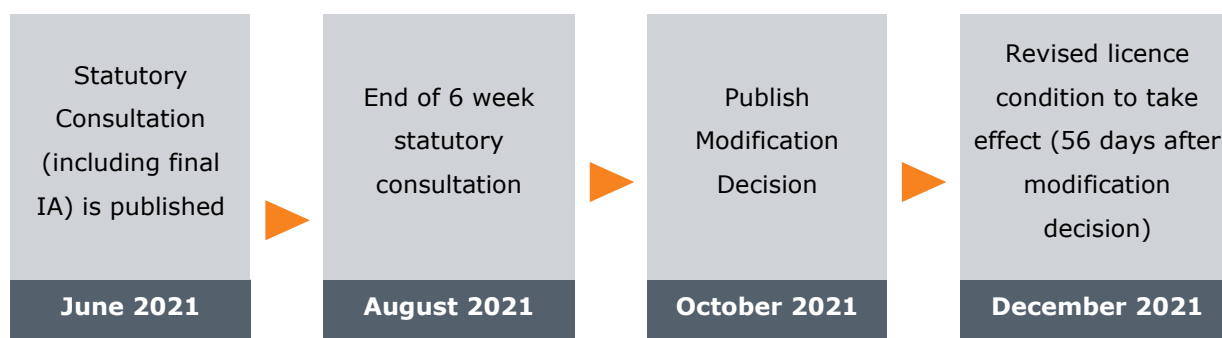 Statutory
Consultation
(including final
IA) is published
June 2021
End of 6 week
statutory
consultation
August 2021
Publish
Modification
Decision
October 2021
Revised licence
condition to take
effect (56 days after
modification
decision)
December 2021